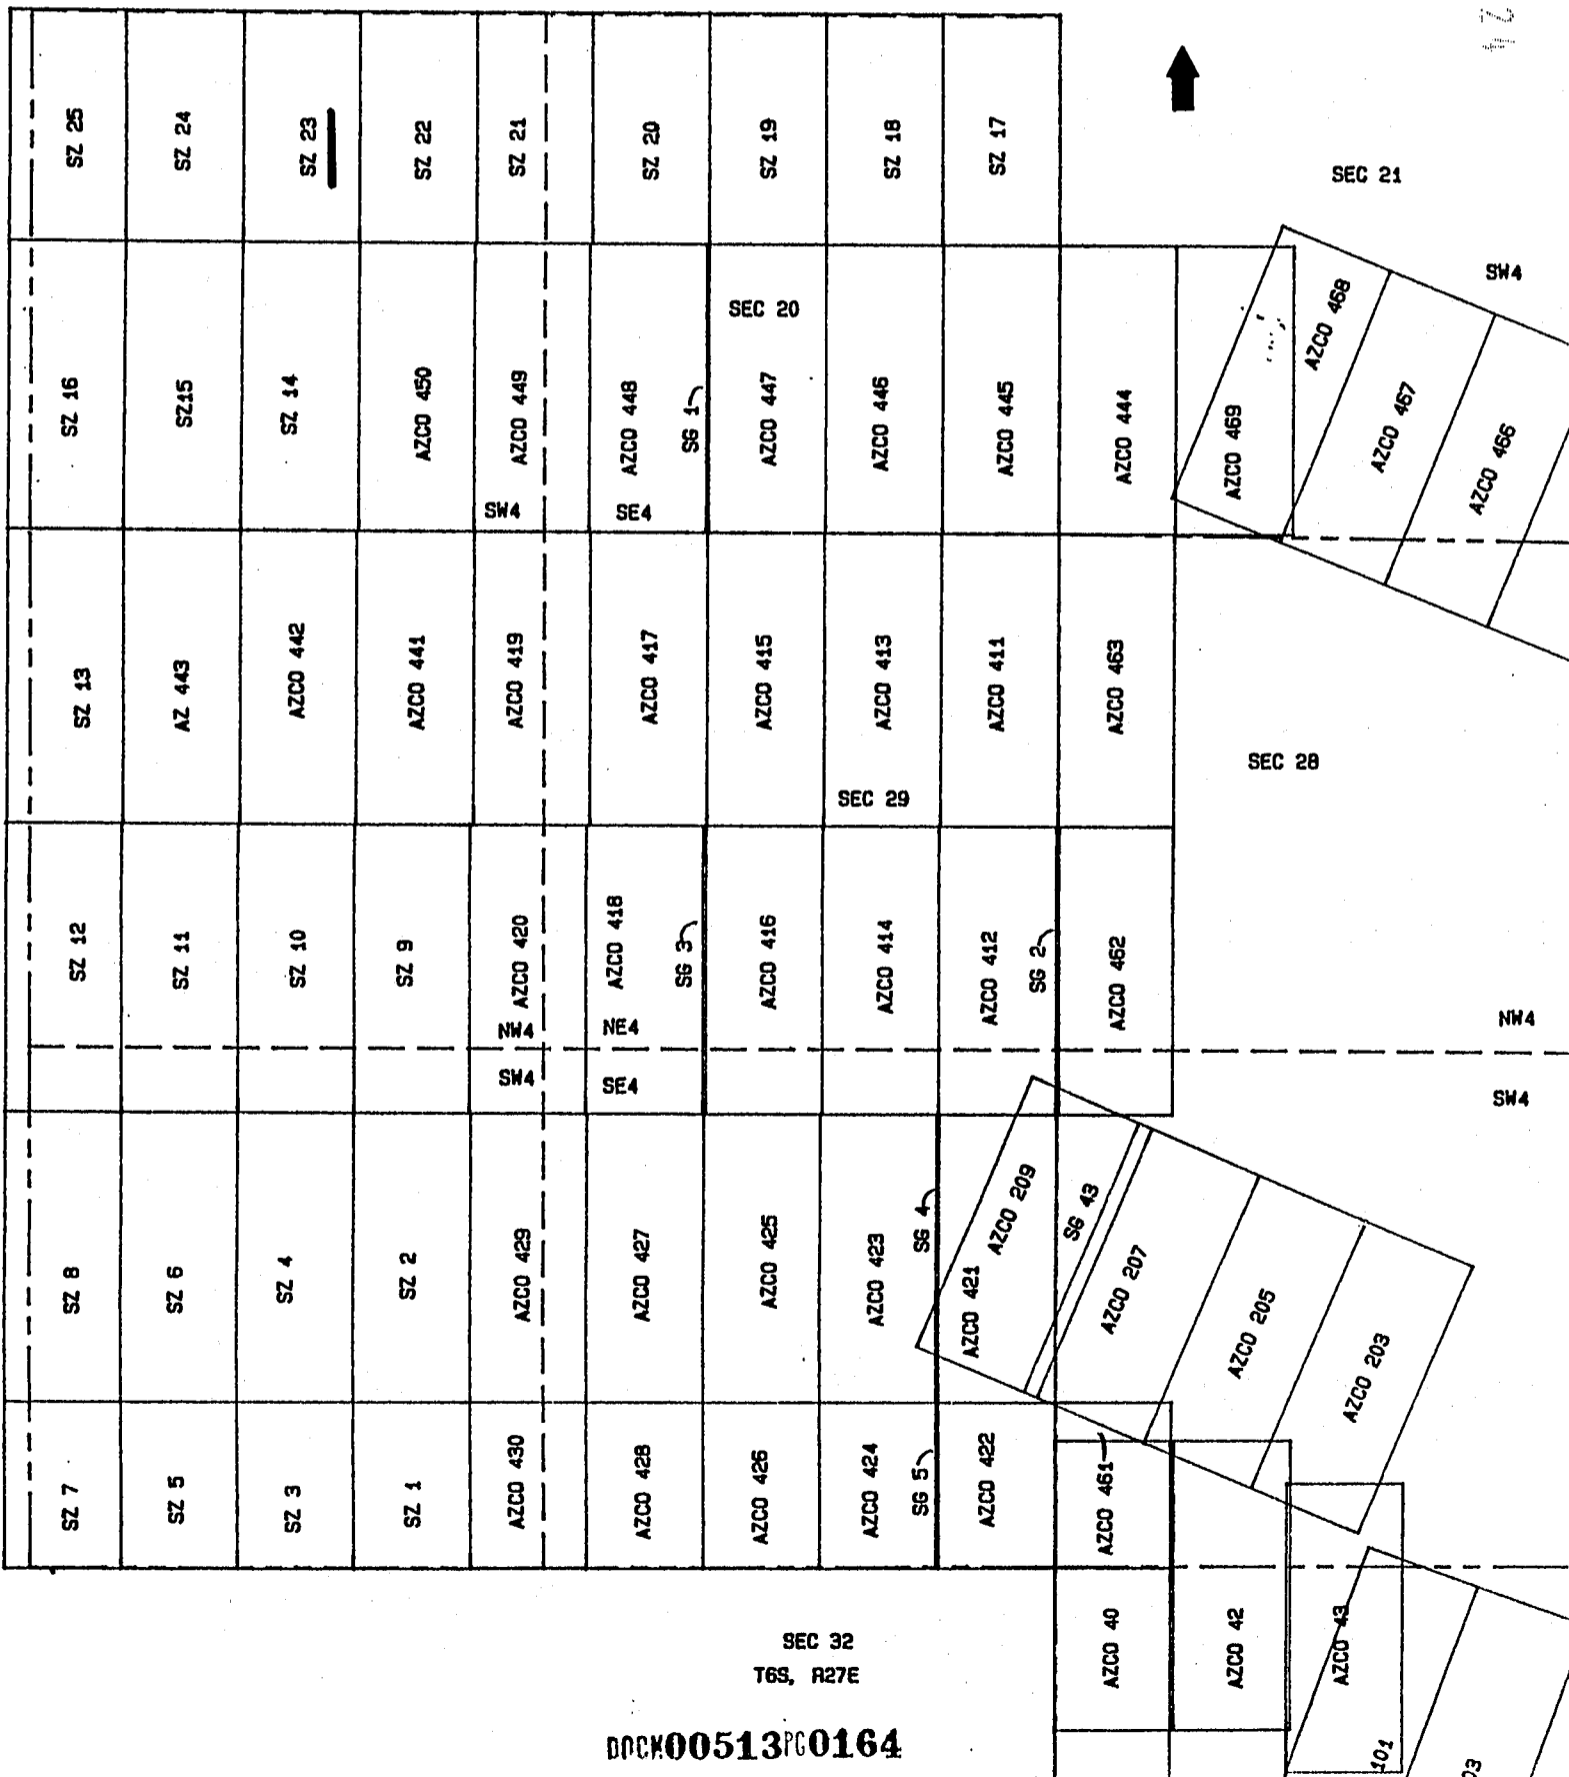 24
SZ 25
SZ 24
SZ 23
SZ 22
SZ 21
SZ 20
SZ 19
SZ 18
SZ 17
SEC 21
SW4
SZ 16
SZ15
SZ 14
AZCO 450
AZCO 449
SW4
AZCO 448
SE4
SG 1
SEC 20
AZCO 447
AZCO 446
AZCO 445
AZCO 444
AZCO 469
AZCO 468
AZCO 467
AZCO 466
SZ 13
AZ 443
AZCO 442
AZCO 441
AZCO 419
AZCO 417
AZCO 415
AZCO 413
AZCO 411
AZCO 463
SEC 29
SEC 28
SZ 12
SZ 11
SZ 10
SZ 9
AZCO 420
NW4
AZCO 418
NE4
SG 3
AZCO 416
AZCO 414
AZCO 412
SG 2
AZCO 462
NW4
SW4
SE4
SW4
SZ 8
SZ 6
SZ 4
SZ 2
AZCO 429
AZCO 427
AZCO 425
AZCO 423
SG 4
AZCO 421
AZCO 209
SG 43
AZCO 207
AZCO 205
AZCO 203
SZ 7
SZ 5
SZ 3
SZ 1
AZCO 430
AZCO 428
AZCO 426
AZCO 424
SG 5
AZCO 422
AZCO 461
AZCO 40
AZCO 42
AZCO 43
101
03
SEC 32
T6S, R27E
DOCK00513PG0164